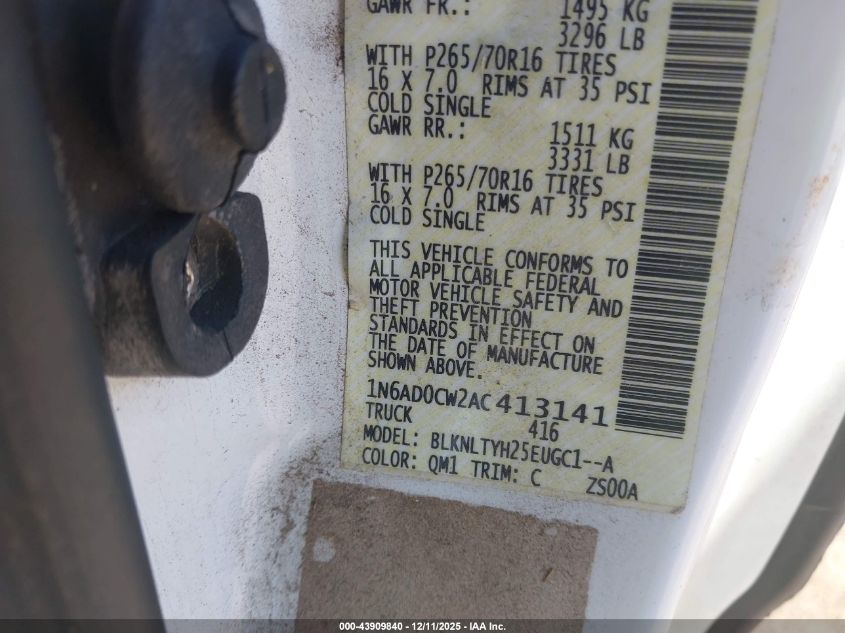 GAWR FR.: 1495 KG
3296 LB
WITH P265/70R16 TIRES
16 X 7.0 RIMS AT 35 PSI
COLD SINGLE
GAWR RR.: 1511 KG
3331 LB
WITH P265/70R16 TIRES
16 X 7.0 RIMS AT 35 PSI
COLD SINGLE
THIS VEHICLE CONFORMS TO
ALL APPLICABLE FEDERAL
MOTOR VEHICLE SAFETY AND
THEFT PREVENTION
STANDARDS IN EFFECT ON
THE DATE OF MANUFACTURE
SHOWN ABOVE.
1N6AD0CW2AC413141
TRUCK 416
MODEL: BLKNLTYH25EUGC1--A
COLOR: QM1 TRIM: C ZS00A
000-43909840 - 12/11/2025 - IAA Inc.